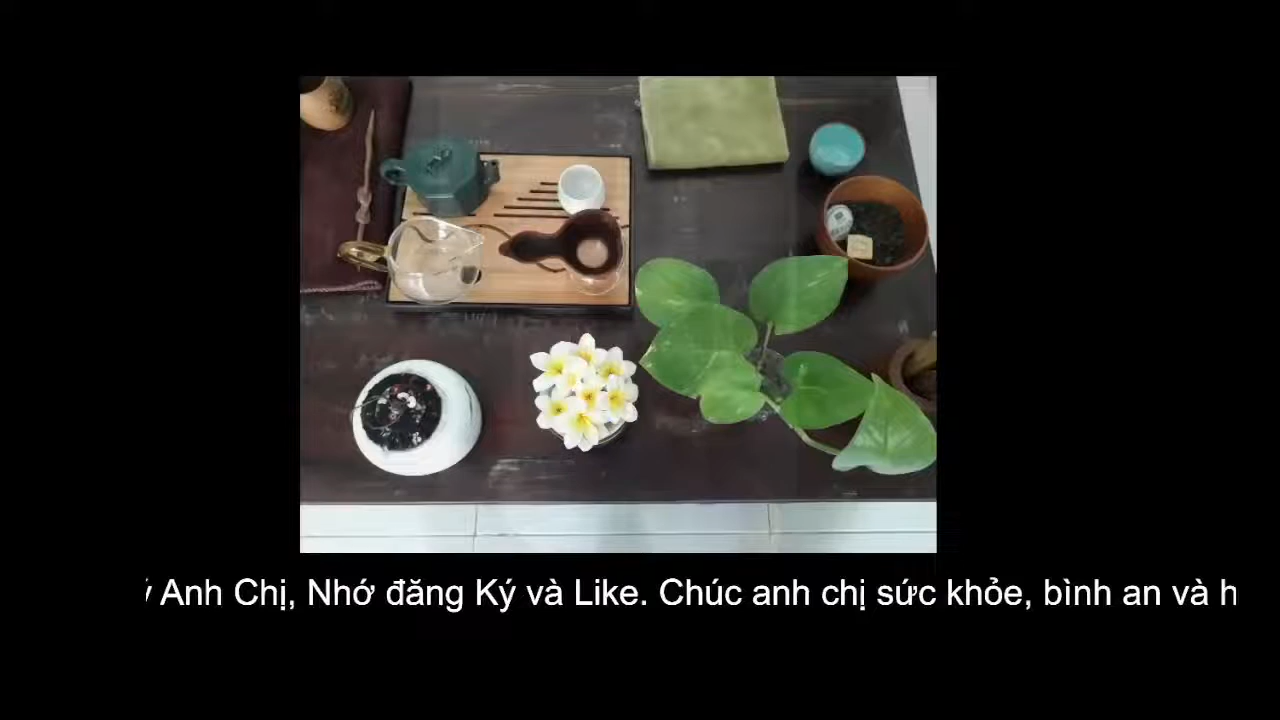 Anh Chị, Nhớ đăng Ký và Like. Chúc anh chị sức khỏe, bình an và